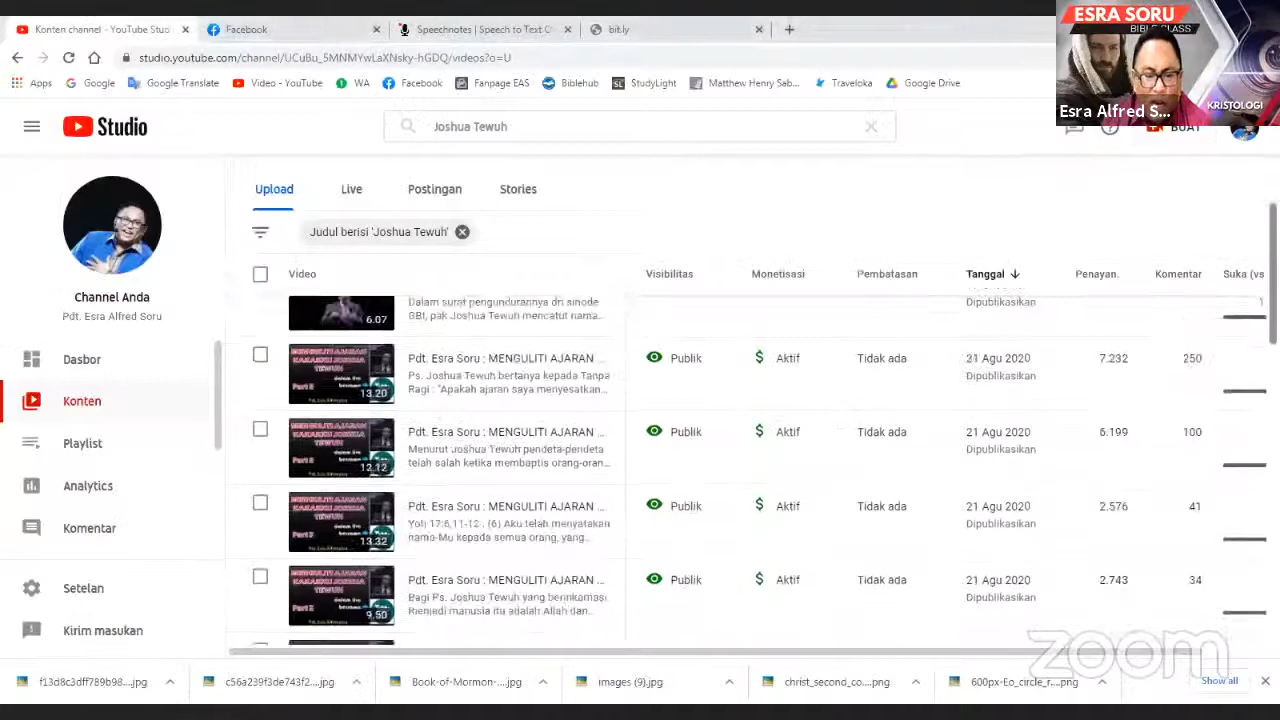 Konten channel - YouTube Studi
Facebook
Speechnotes | Speech to Text On
bit.ly
studio.youtube.com/channel/UCuBu_5MNMYwLaXNsky-hGDQ/videos?o=U
Apps
Google
Google Translate
Video - YouTube
WA
Facebook
Fanpage EAS
Biblehub
StudyLight
Matthew Henry Sab...
Traveloka
Google Drive
ESRA SORU
BIBLE CLASS
KRISTOLOGI
Esra Alfred S...
Studio
Joshua Tewuh
BUAT
Channel Anda
Pdt. Esra Alfred Soru
Dasbor
Konten
Playlist
Analytics
Komentar
Setelan
Kirim masukan
Upload
Live
Postingan
Stories
Judul berisi 'Joshua Tewuh'
Video
Visibilitas
Monetisasi
Pembatasan
Tanggal
Penayan.
Komentar
Suka (vs
6.07
Dalam surat pengundurannya dri sinode
GBI, pak Joshua Tewuh mencatut nama...
Dipublikasikan
1
13.20
Pdt. Esra Soru : MENGULITI AJARAN ...
Ps. Joshua Tewuh bertanya kepada Tanpa
Ragi : "Apakah ajaran saya menyesatkan...
Publik
Aktif
Tidak ada
21 Agu 2020
Dipublikasikan
7.232
250
12.12
Pdt. Esra Soru : MENGULITI AJARAN ...
Menurut Joshua Tewuh pendeta-pendeta
telah salah ketika membaptis orang-oran...
Publik
Aktif
Tidak ada
21 Agu 2020
Dipublikasikan
6.199
100
13.32
Pdt. Esra Soru : MENGULITI AJARAN ...
Yoh 17:6,11-12 : (6) Aku telah menyatakan
nama-Mu kepada semua orang, yang...
Publik
Aktif
Tidak ada
21 Agu 2020
Dipublikasikan
2.576
41
9.50
Pdt. Esra Soru : MENGULITI AJARAN ...
Bagi Ps. Joshua Tewuh yang berinkarnasi
menjadi manusia itu adalah Allah dan...
Publik
Aktif
Tidak ada
21 Agu 2020
Dipublikasikan
2.743
34
zoom
f13d8c3dff789b98....jpg
c56a239f3de743f2....jpg
Book-of-Mormon-....jpg
images (9).jpg
christ_second_co....png
600px-Eo_circle_r....png
Show all